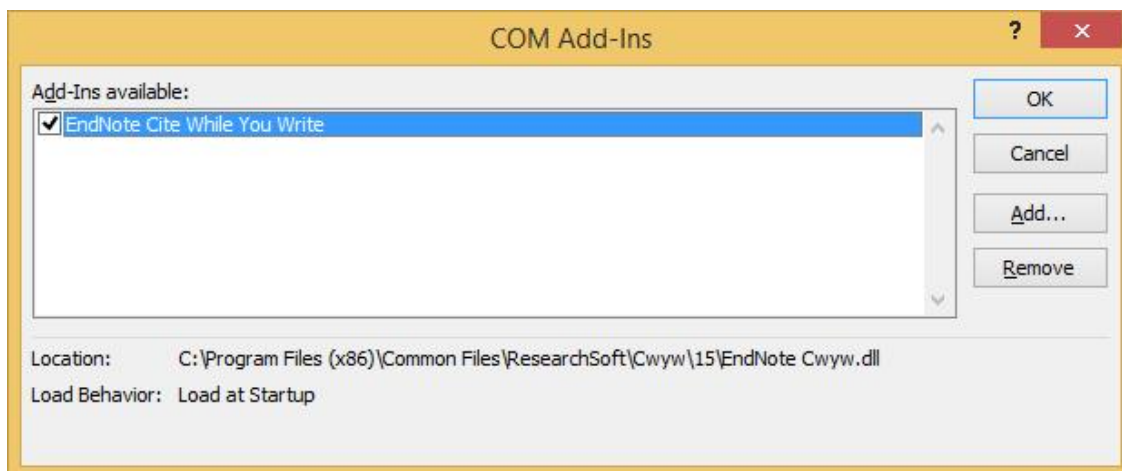 COM Add-Ins
?
Add-Ins available:
EndNote Cite While You Write
OK
Cancel
Add...
Remove
Location: C:\Program Files (x86)\Common Files\ResearchSoft\Cwyw\15\EndNote Cwyw.dll
Load Behavior: Load at Startup